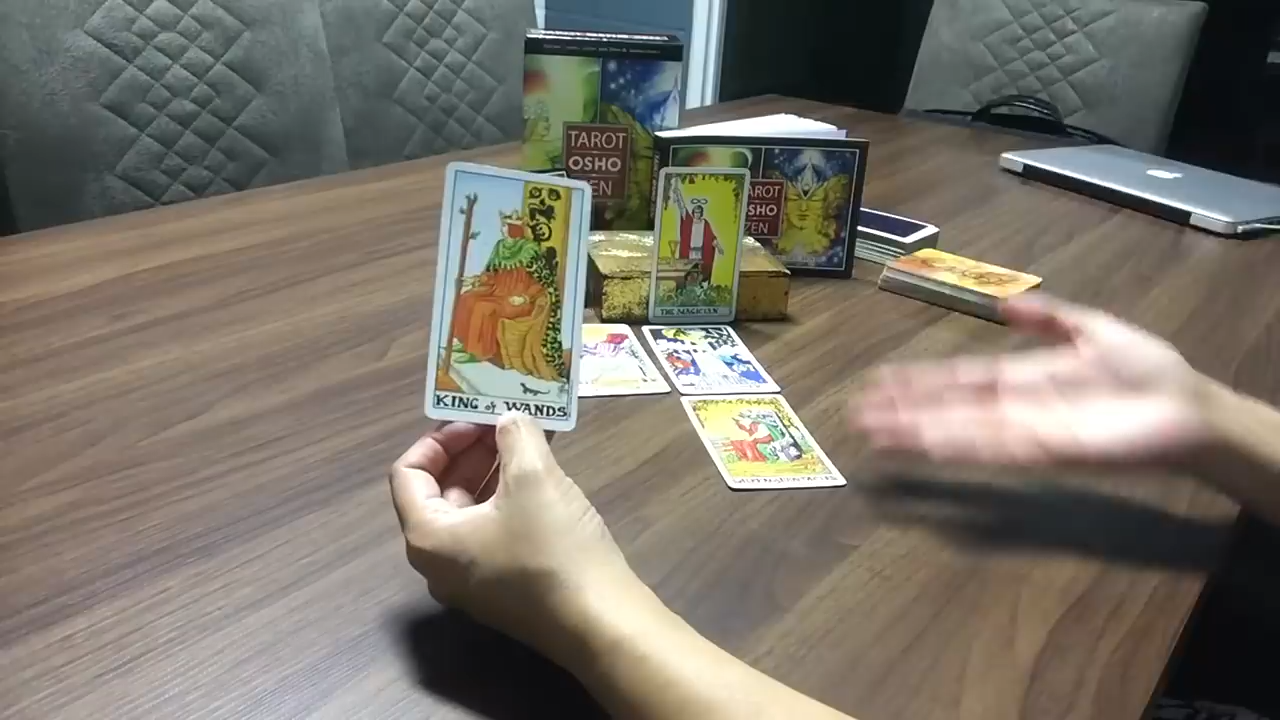 TAROT
OSHO
ZEN
TAROT
OSHO
ZEN
THE MAGICIAN
KING of WANDS